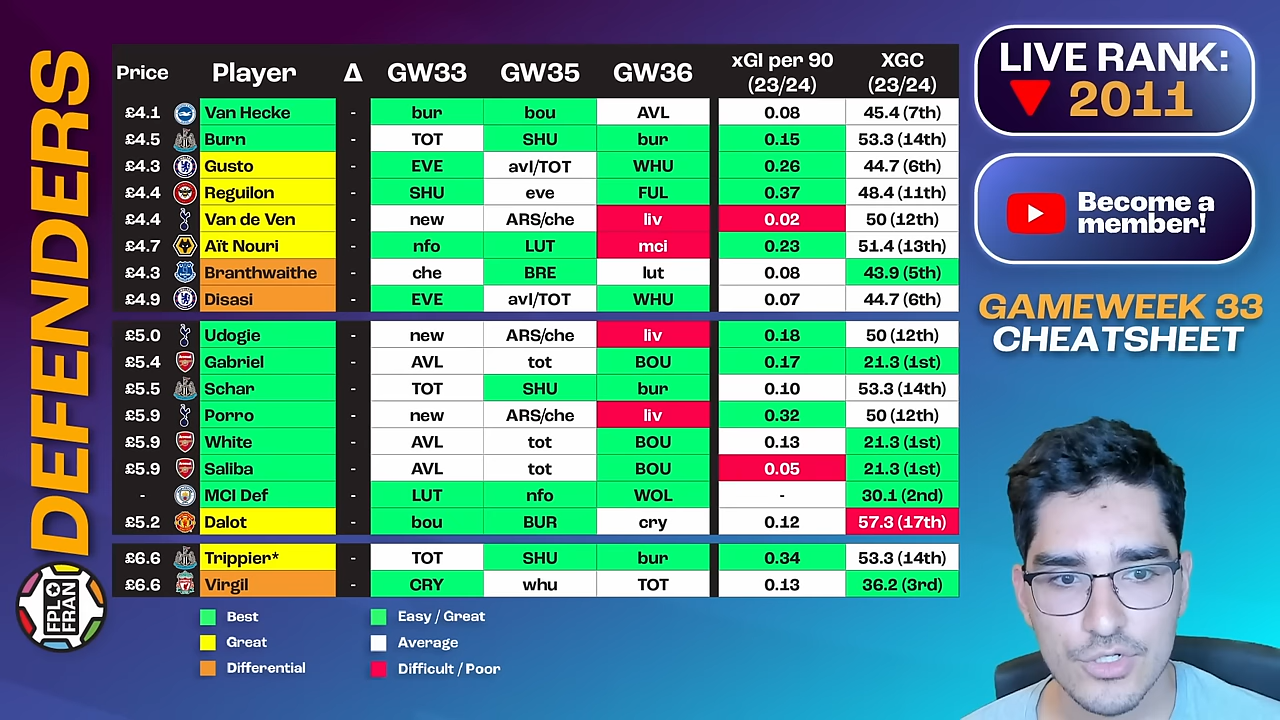 DEFENDERS
Price Player Δ GW33 GW35 GW36 xGI per 90 (23/24) XGC (23/24)
£4.1 Van Hecke - bur bou AVL 0.08 45.4 (7th)
£4.5 Burn - TOT SHU bur 0.15 53.3 (14th)
£4.3 Gusto - EVE avl/TOT WHU 0.26 44.7 (6th)
£4.4 Reguilon - SHU eve FUL 0.37 48.4 (11th)
£4.4 Van de Ven - new ARS/che liv 0.02 50 (12th)
£4.7 Aït Nouri - nfo LUT mci 0.23 51.4 (13th)
£4.3 Branthwaithe - che BRE lut 0.08 43.9 (5th)
£4.9 Disasi - EVE avl/TOT WHU 0.07 44.7 (6th)
£5.0 Udogie - new ARS/che liv 0.18 50 (12th)
£5.4 Gabriel - AVL tot BOU 0.17 21.3 (1st)
£5.5 Schar - TOT SHU bur 0.10 53.3 (14th)
£5.9 Porro - new ARS/che liv 0.32 50 (12th)
£5.9 White - AVL tot BOU 0.13 21.3 (1st)
£5.9 Saliba - AVL tot BOU 0.05 21.3 (1st)
- MCI Def - LUT nfo WOL - 30.1 (2nd)
£5.2 Dalot - bou BUR cry 0.12 57.3 (17th)
£6.6 Trippier* - TOT SHU bur 0.34 53.3 (14th)
£6.6 Virgil - CRY whu TOT 0.13 36.2 (3rd)
Best Easy / Great
Great Average
Differential Difficult / Poor
FPL
FRAN
LIVE RANK:
2011
Become a
member!
GAMEWEEK 33
CHEATSHEET